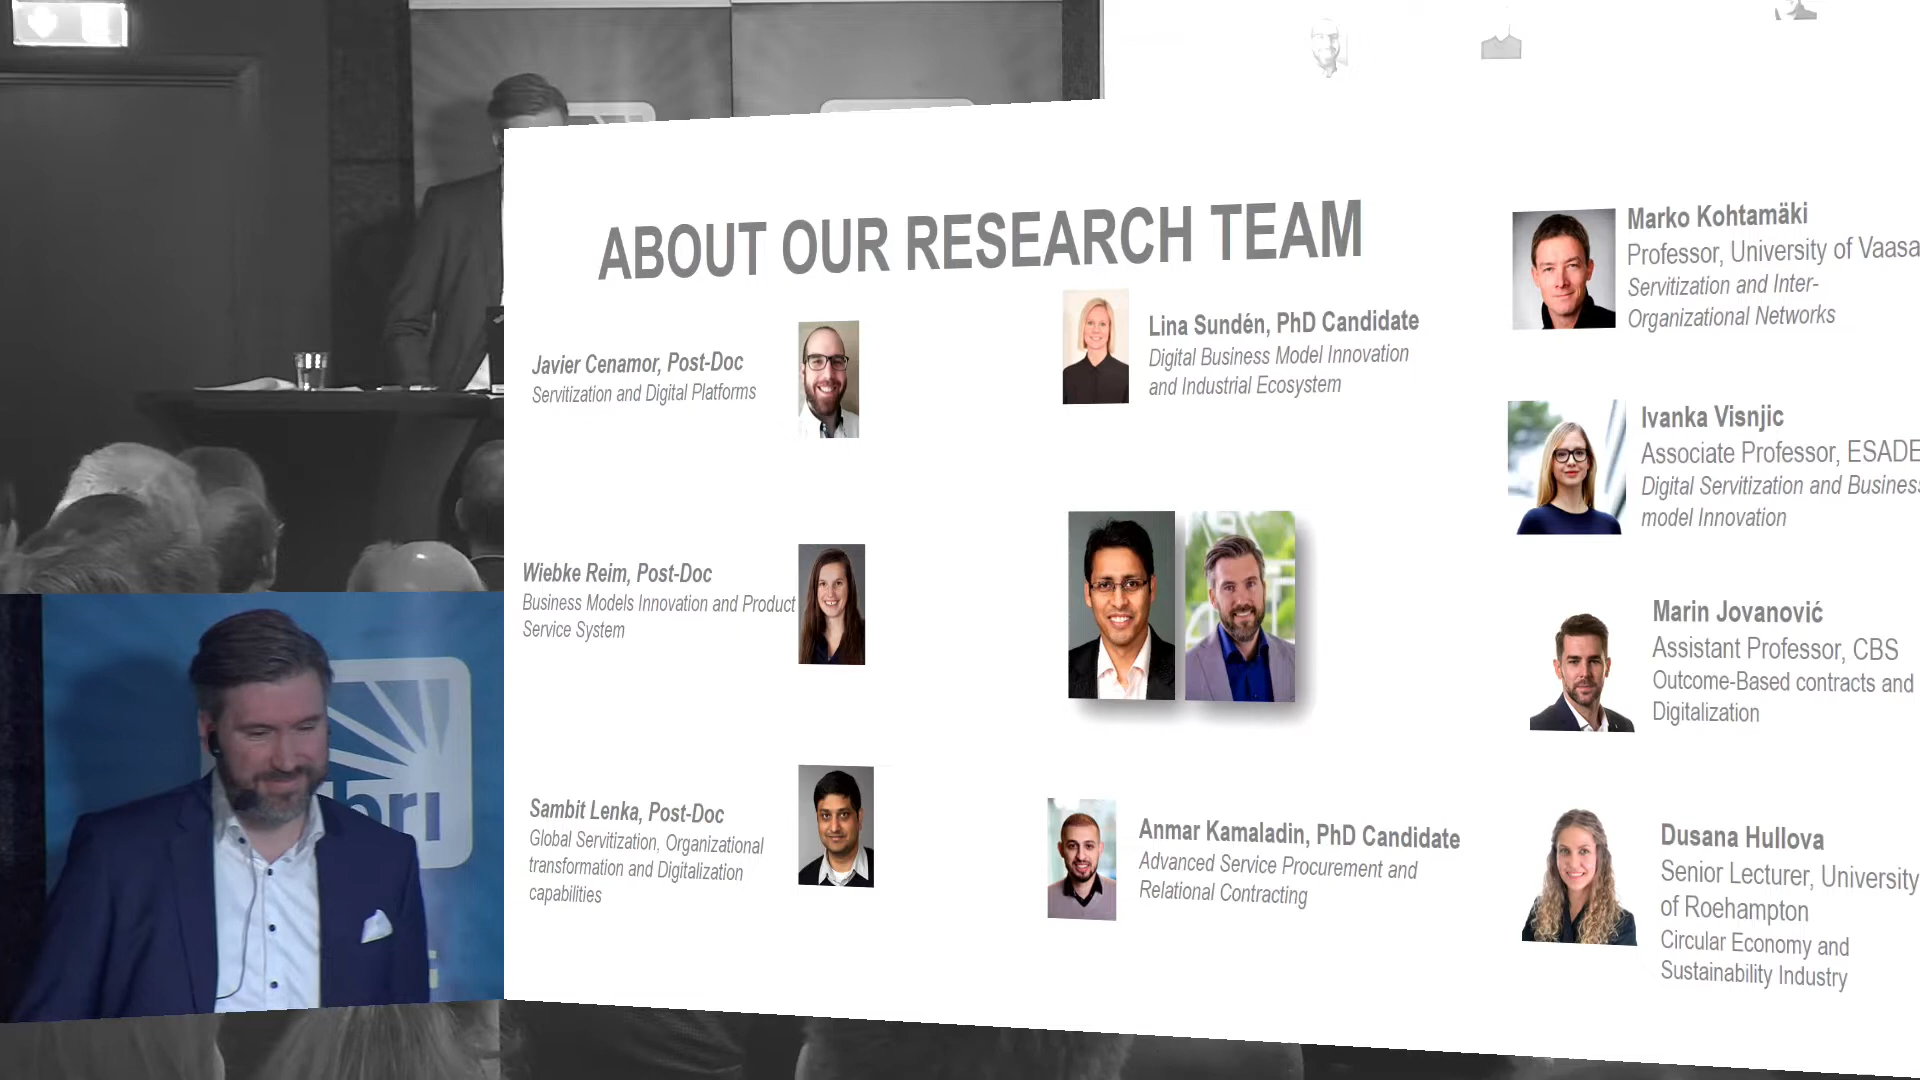 ABOUT OUR RESEARCH TEAM
Javier Cenamor, Post-Doc
Servitization and Digital Platforms
Wiebke Reim, Post-Doc
Business Models Innovation and Product
Service System
Sambit Lenka, Post-Doc
Global Servitization, Organizational
transformation and Digitalization
capabilities
Lina Sundén, PhD Candidate
Digital Business Model Innovation
and Industrial Ecosystem
Anmar Kamaladin, PhD Candidate
Advanced Service Procurement and
Relational Contracting
Marko Kohtamäki
Professor, University of Vaasa
Servitization and Inter-
Organizational Networks
Ivanka Visnjic
Associate Professor, ESADE
Digital Servitization and Business
model Innovation
Marin Jovanović
Assistant Professor, CBS
Outcome-Based contracts and
Digitalization
Dusana Hullova
Senior Lecturer, University
of Roehampton
Circular Economy and
Sustainability Industry